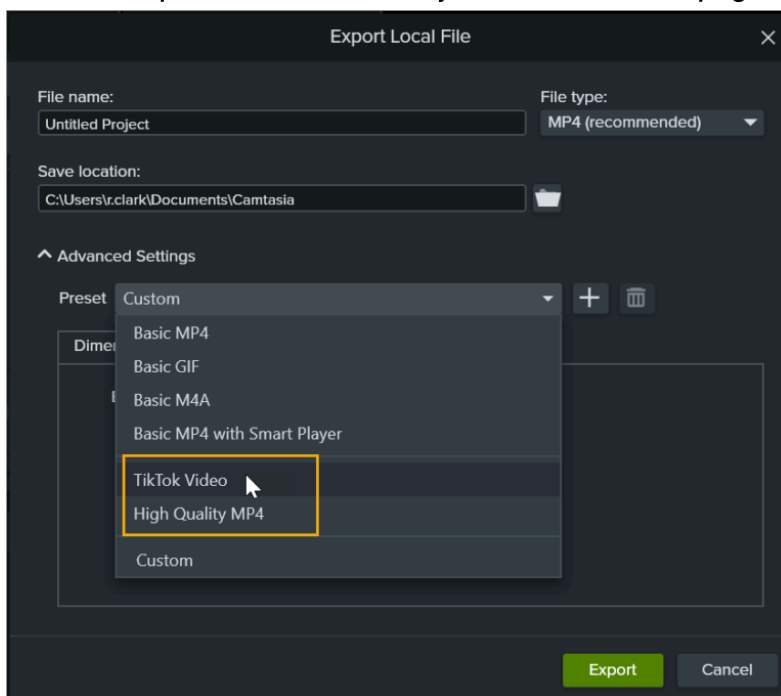 Export Local File
File name:
File type:
Untitled Project
MP4 (recommended)
Save location:
C:\Users\r.clark\Documents\Camtasia
Advanced Settings
Preset
Custom
Basic MP4
Dime
Basic GIF
Basic M4A
Basic MP4 with Smart Player
TikTok Video
High Quality MP4
Custom
Export
Cancel